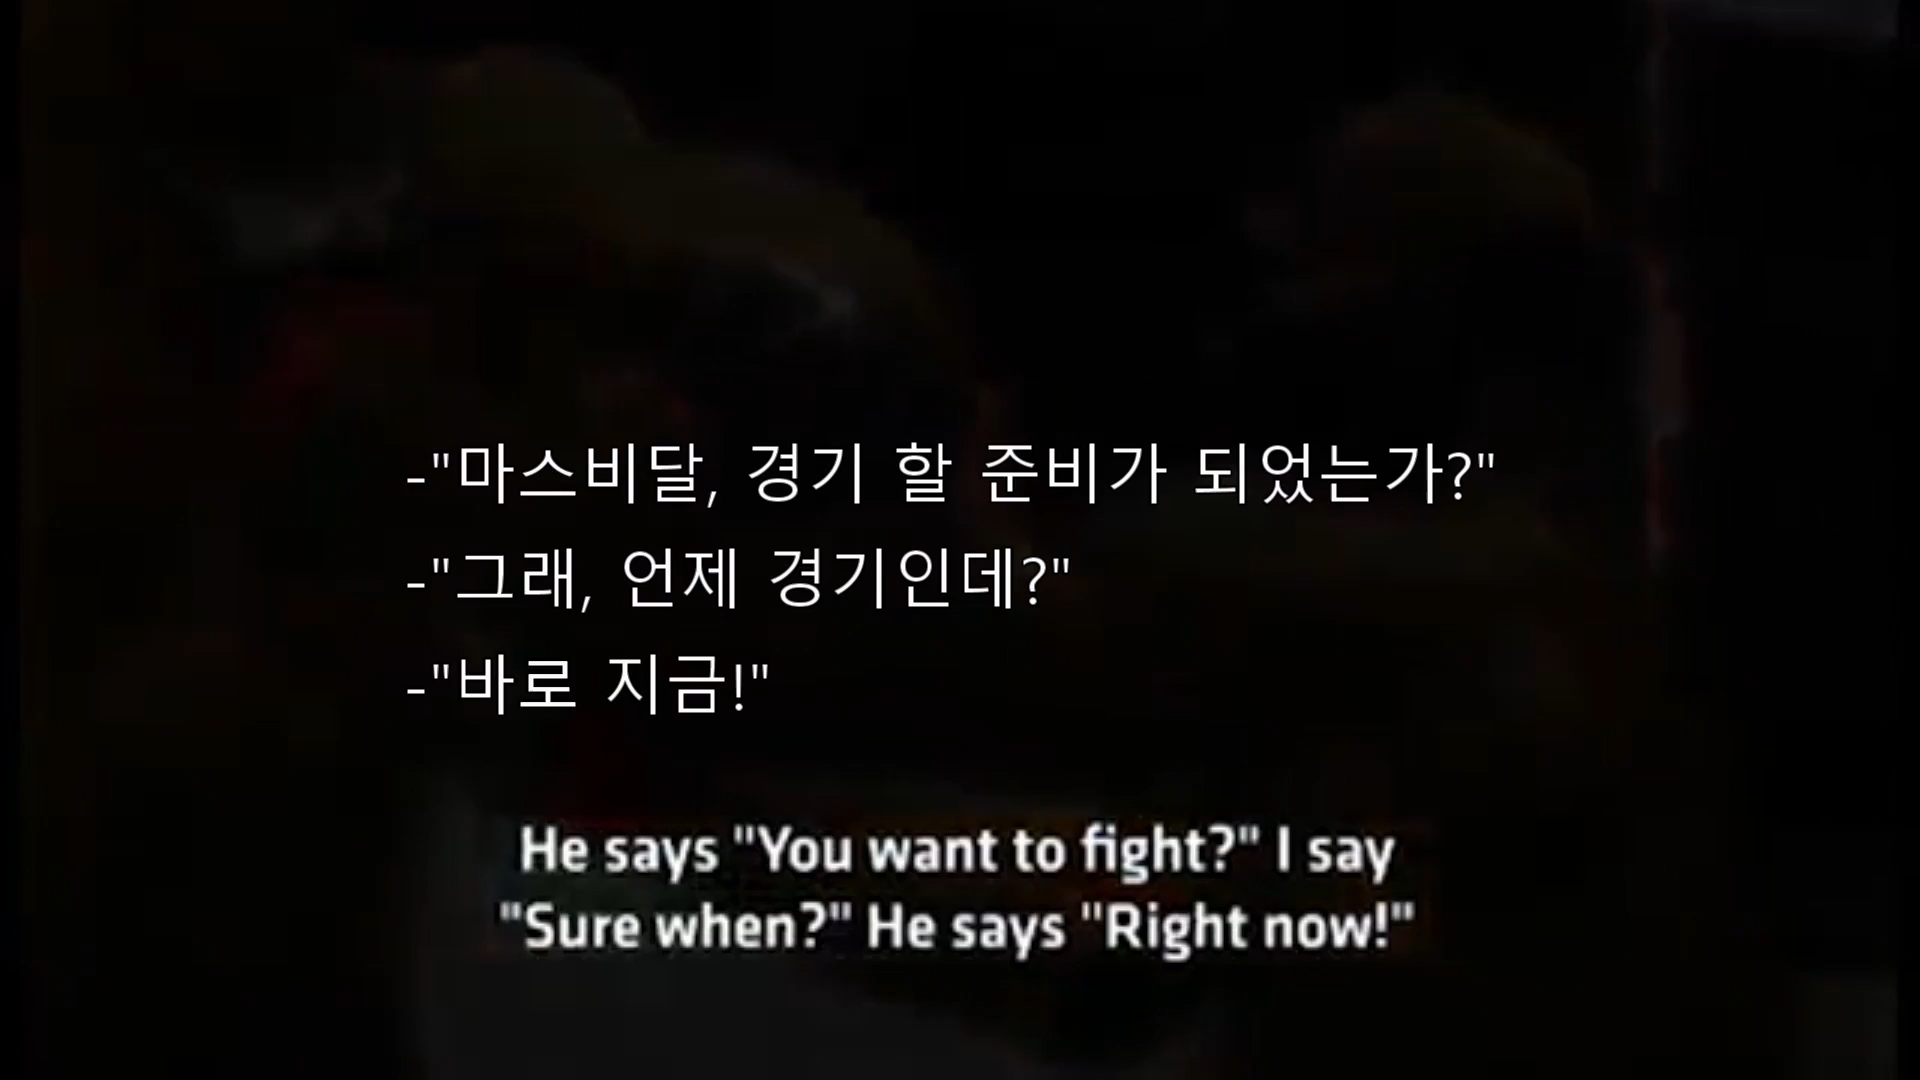 -"마스비달, 경기 할 준비가 되었는가?"
-"그래, 언제 경기인데?"
-"바로 지금!"
He says "You want to fight?" I say
"Sure when?" He says "Right now!"